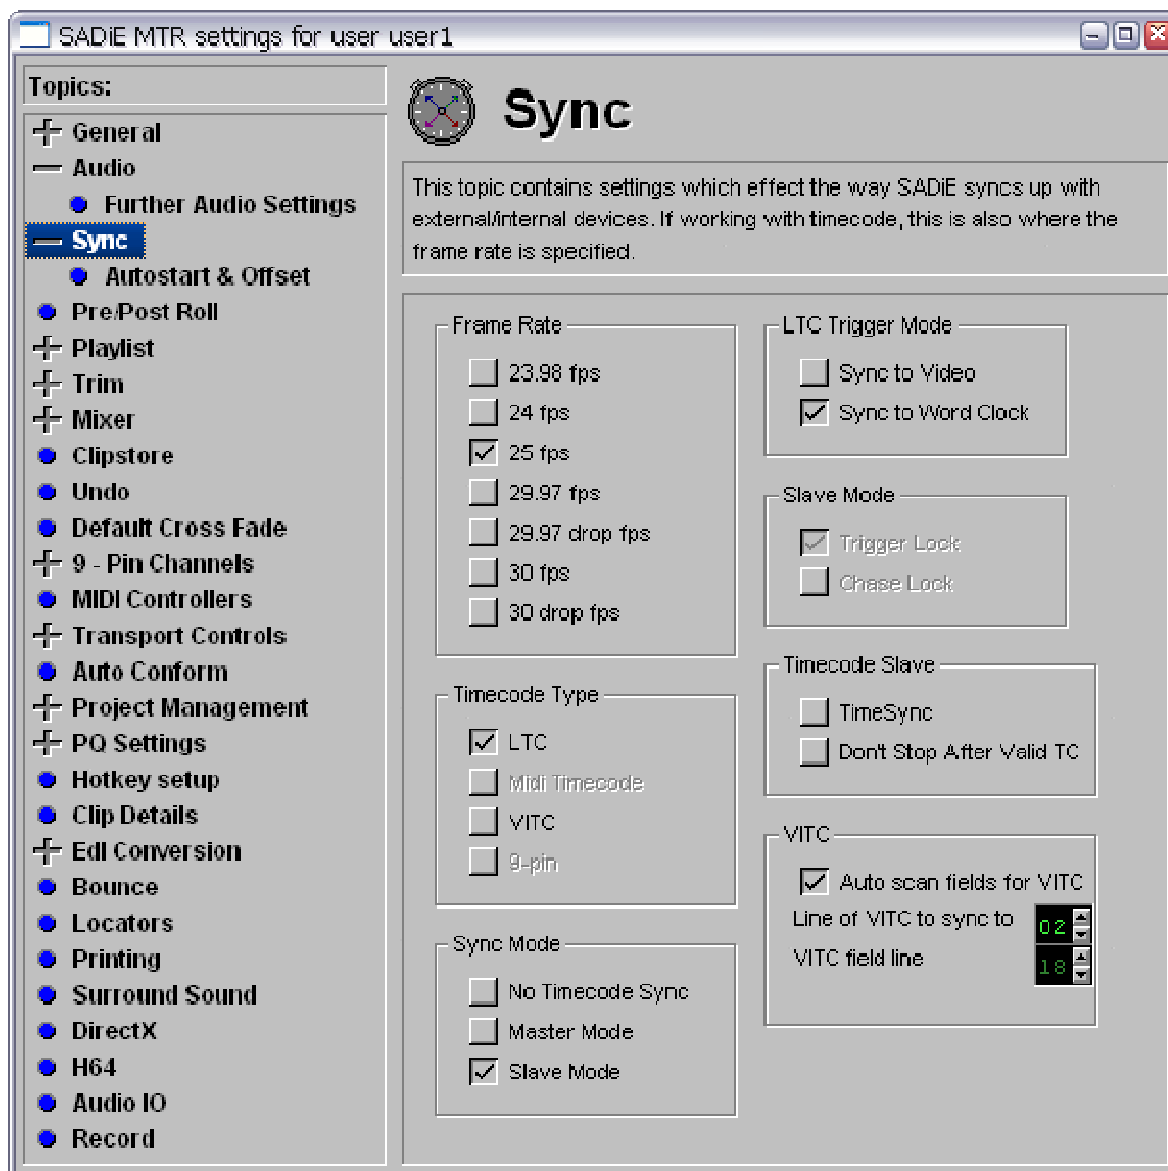 SADiE MTR settings for user user1
Topics:
General
Audio
Further Audio Settings
Sync
Autostart & Offset
Pre/Post Roll
Playlist
Trim
Mixer
Clipstore
Undo
Default Cross Fade
9 - Pin Channels
MIDI Controllers
Transport Controls
Auto Conform
Project Management
PQ Settings
Hotkey setup
Clip Details
Edl Conversion
Bounce
Locators
Printing
Surround Sound
DirectX
H64
Audio IO
Record
Sync
This topic contains settings which effect the way SADiE syncs up with
external/internal devices. If working with timecode, this is also where the
frame rate is specified.
Frame Rate
23.98 fps
24 fps
25 fps
29.97 fps
29.97 drop fps
30 fps
30 drop fps
Timecode Type
LTC
Midi Timecode
VITC
9-pin
Sync Mode
No Timecode Sync
Master Mode
Slave Mode
LTC Trigger Mode
Sync to Video
Sync to Word Clock
Slave Mode
Trigger Lock
Chase Lock
Timecode Slave
TimeSync
Don't Stop After Valid TC
VITC
Auto scan fields for VITC
Line of VITC to sync to 02
VITC field line 18